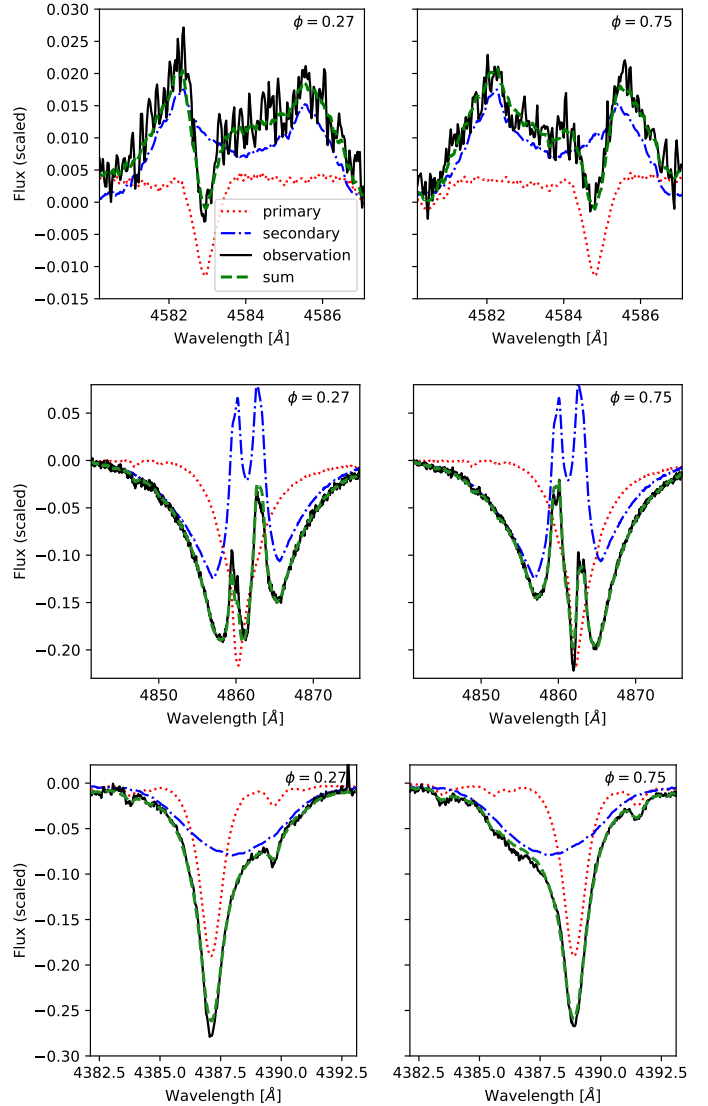 0.030
0.025
0.020
0.015
0.010
0.005
0.000
−0.005
−0.010
−0.015
Flux (scaled)
ϕ = 0.27
primary
secondary
observation
sum
4582 4584 4586
Wavelength [Å]
ϕ = 0.75
4582 4584 4586
Wavelength [Å]
0.05
0.00
−0.05
−0.10
−0.15
−0.20
Flux (scaled)
ϕ = 0.27
4850 4860 4870
Wavelength [Å]
ϕ = 0.75
4850 4860 4870
Wavelength [Å]
0.00
−0.05
−0.10
−0.15
−0.20
−0.25
−0.30
Flux (scaled)
ϕ = 0.27
4382.5 4385.0 4387.5 4390.0 4392.5
Wavelength [Å]
ϕ = 0.75
4382.5 4385.0 4387.5 4390.0 4392.5
Wavelength [Å]